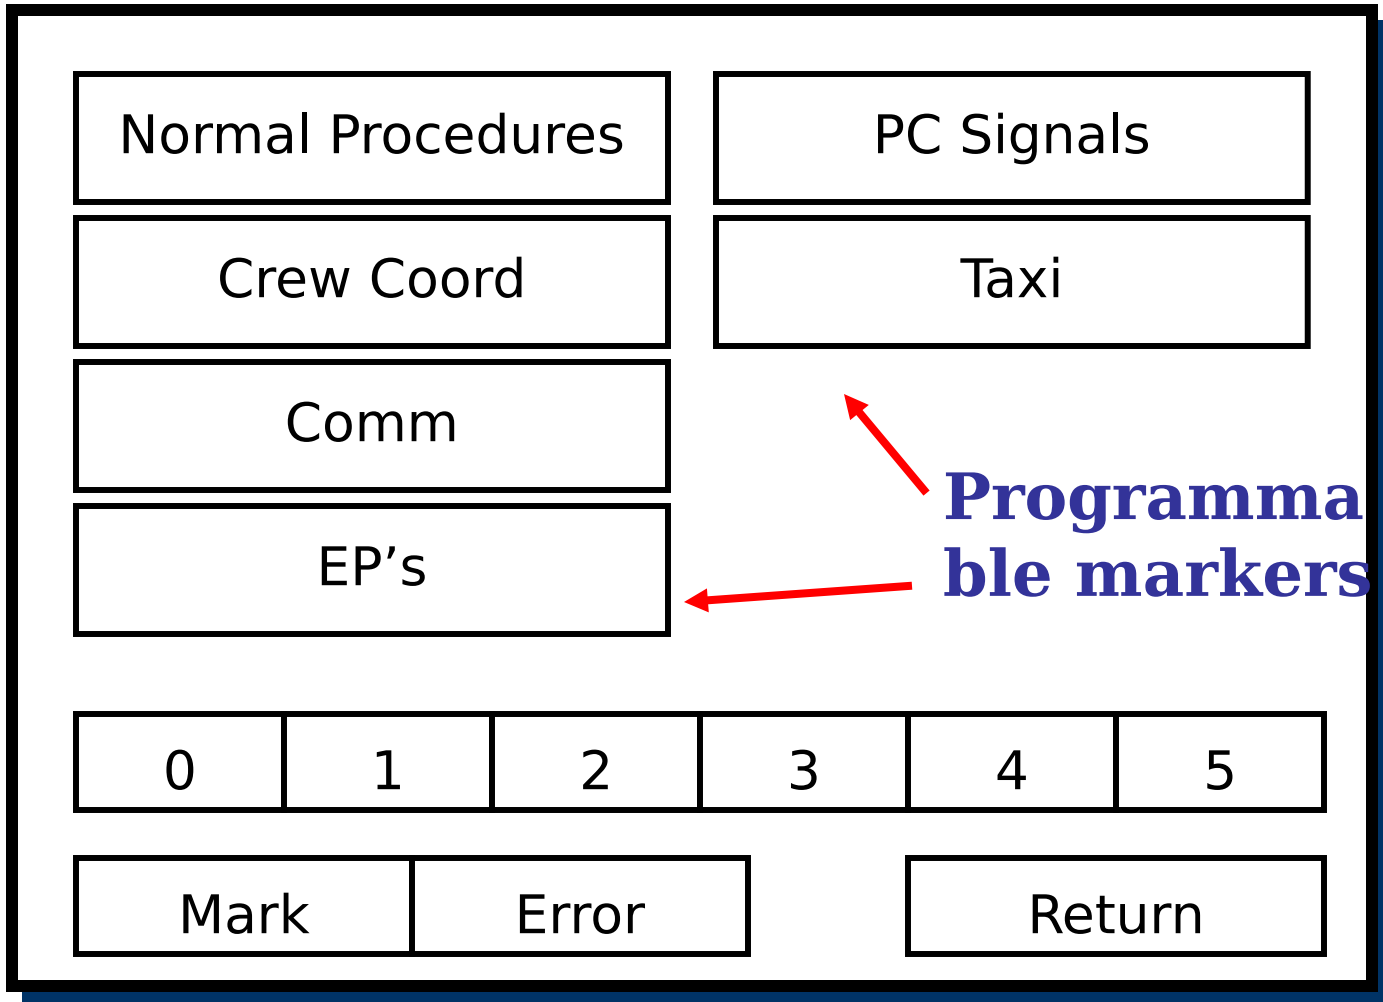 Normal Procedures
PC Signals
Crew Coord
Taxi
Comm
Programma
ble markers
EP’s
0 1 2 3 4 5
Mark Error Return